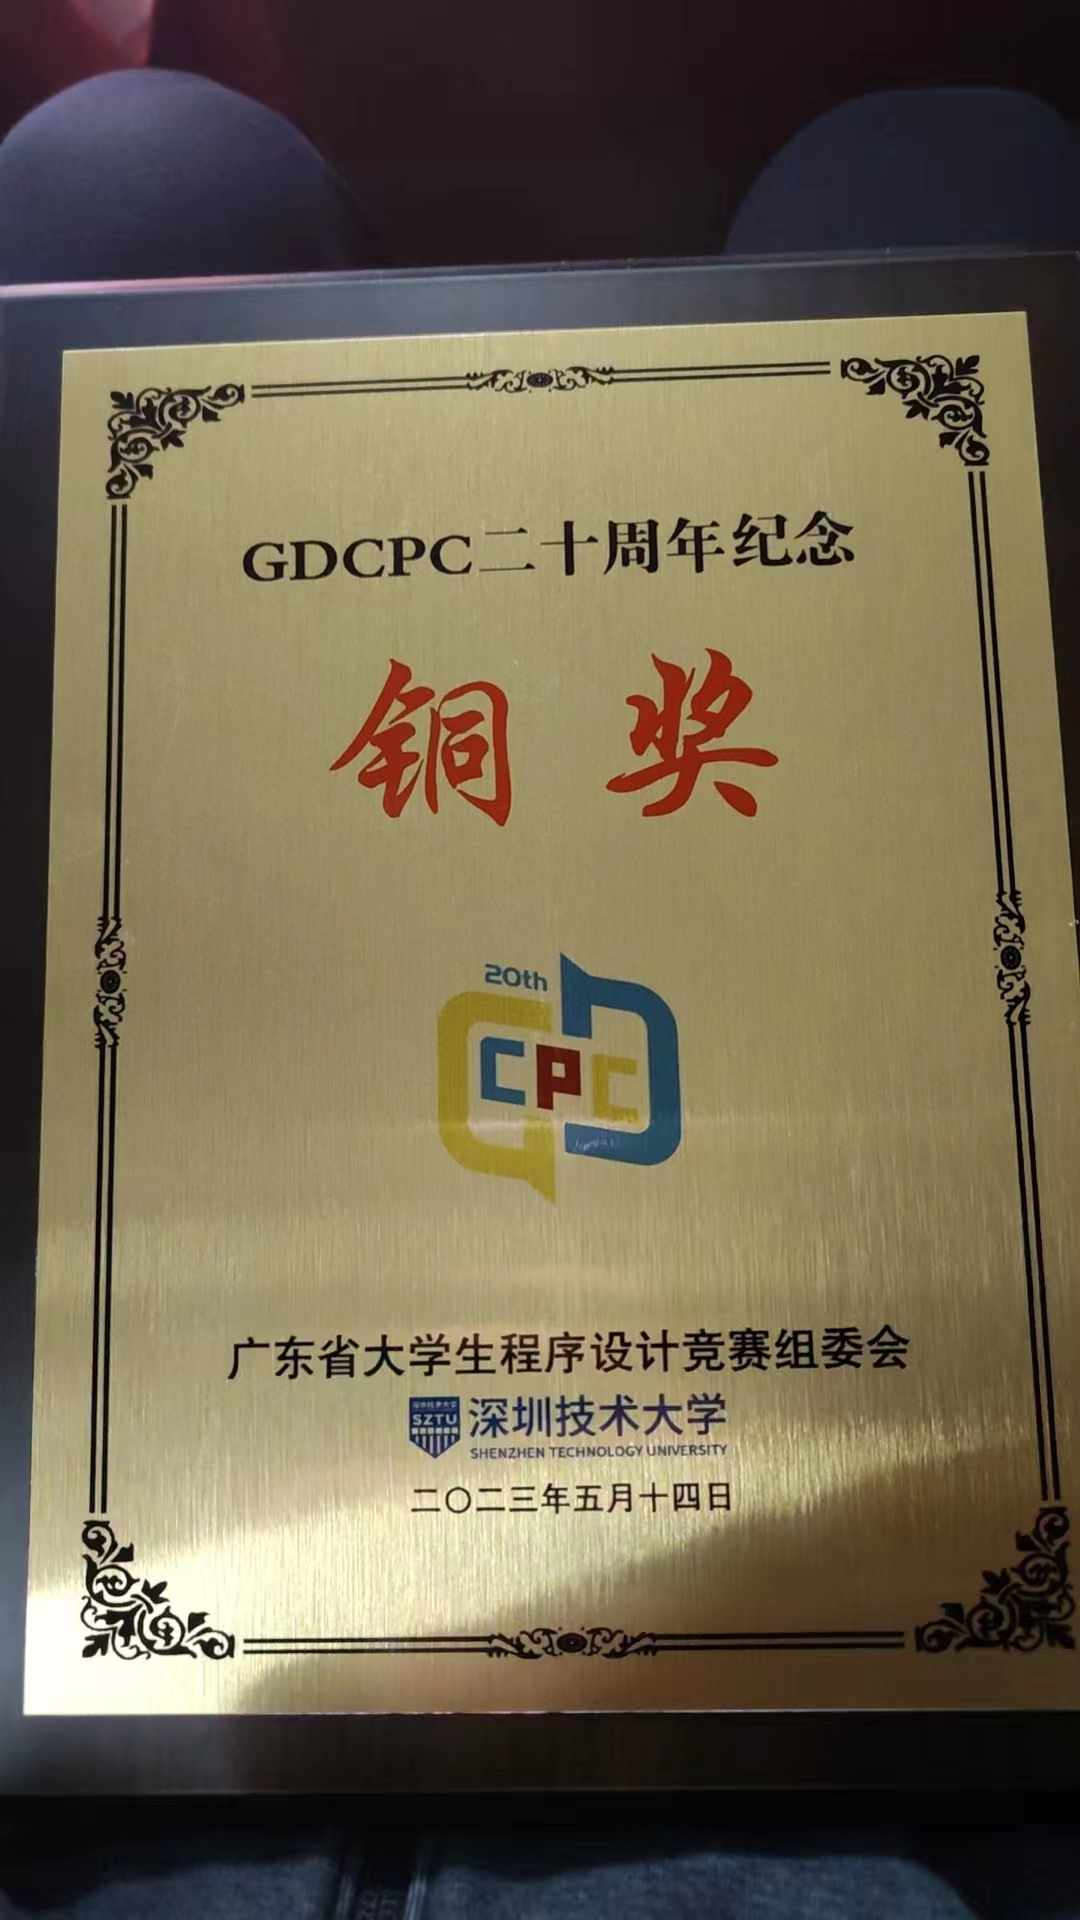 GDCPC二十周年纪念
铜奖
20th
GD
CPC
广东省大学生程序设计竞赛组委会
SZTU
深圳技术大学
SHENZHEN TECHNOLOGY UNIVERSITY
二〇二三年五月十四日